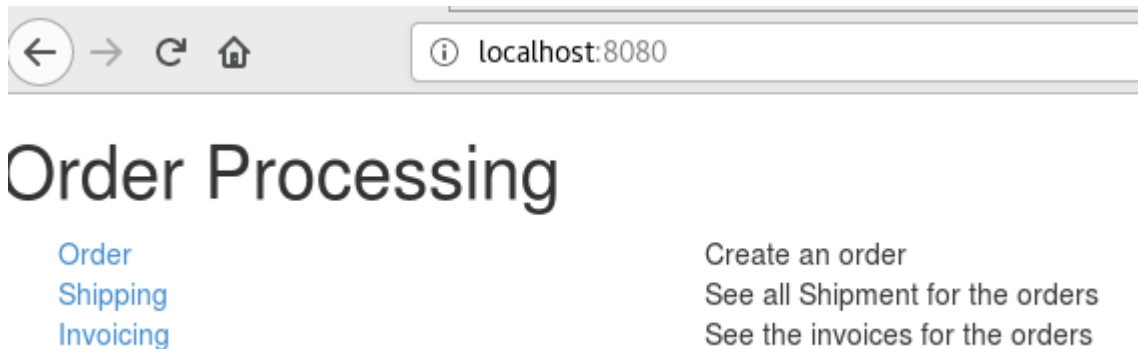 localhost:8080
Order Processing
Order Create an order
Shipping See all Shipment for the orders
Invoicing See the invoices for the orders